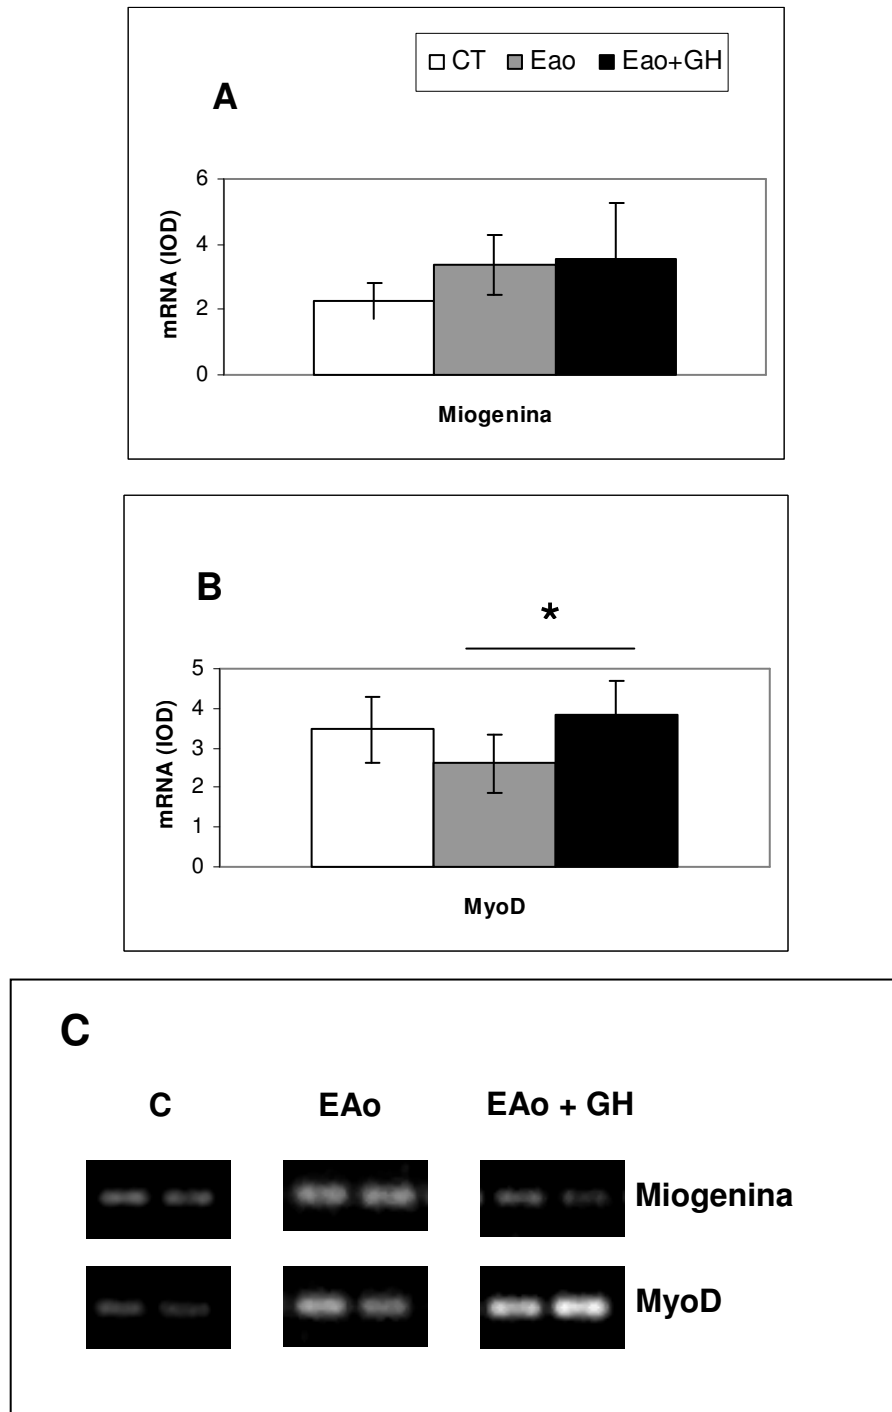 CT Eao Eao+GH
A
6
4
2
0
mRNA (IOD)
Miogenina
B
*
5
4
3
2
1
0
mRNA (IOD)
MyoD
C
C EAo EAo + GH
Miogenina
MyoD